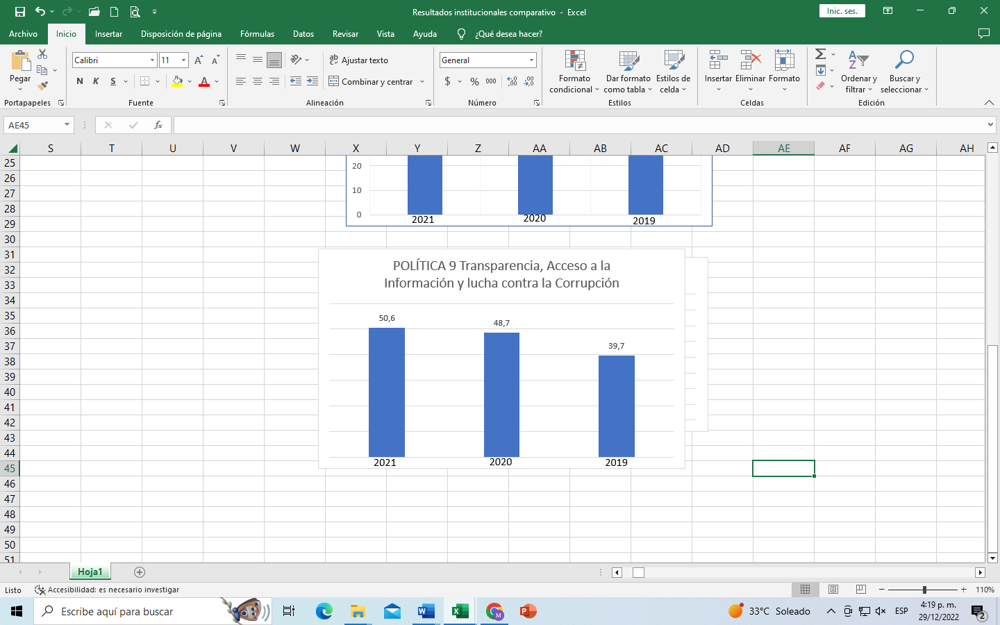 Resultados institucionales comparativo - Excel
Inic. ses.
Archivo Inicio Insertar Disposición de página Fórmulas Datos Revisar Vista Ayuda ¿Qué desea hacer?
Pegar
Portapapeles
Calibri 11
N K S
A A
A
Fuente
ab
c
Ajustar texto
Combinar y centrar
Alineación
General
$ % 000 ,00 ,00
Número
Formato
condicional
Dar formato
como tabla
Estilos de
celda
Estilos
Insertar Eliminar Formato
Celdas
Ordenar y
filtrar
Buscar y
seleccionar
Edición
AE45
fx
S T U V W X Y Z AA AB AC AD AE AF AG AH
25
26
27
28
29
30
31
32
33
34
35
36
37
38
39
40
41
42
43
44
45
46
47
48
49
50
51
20
10
0
2021 2020 2019
POLÍTICA 9 Transparencia, Acceso a la
Información y lucha contra la Corrupción
50,6
48,7
39,7
2021 2020 2019
Hoja1
Listo Accesibilidad: es necesario investigar
110%
Escribe aquí para buscar
33°C Soleado
ESP
4:19 p. m.
29/12/2022
2